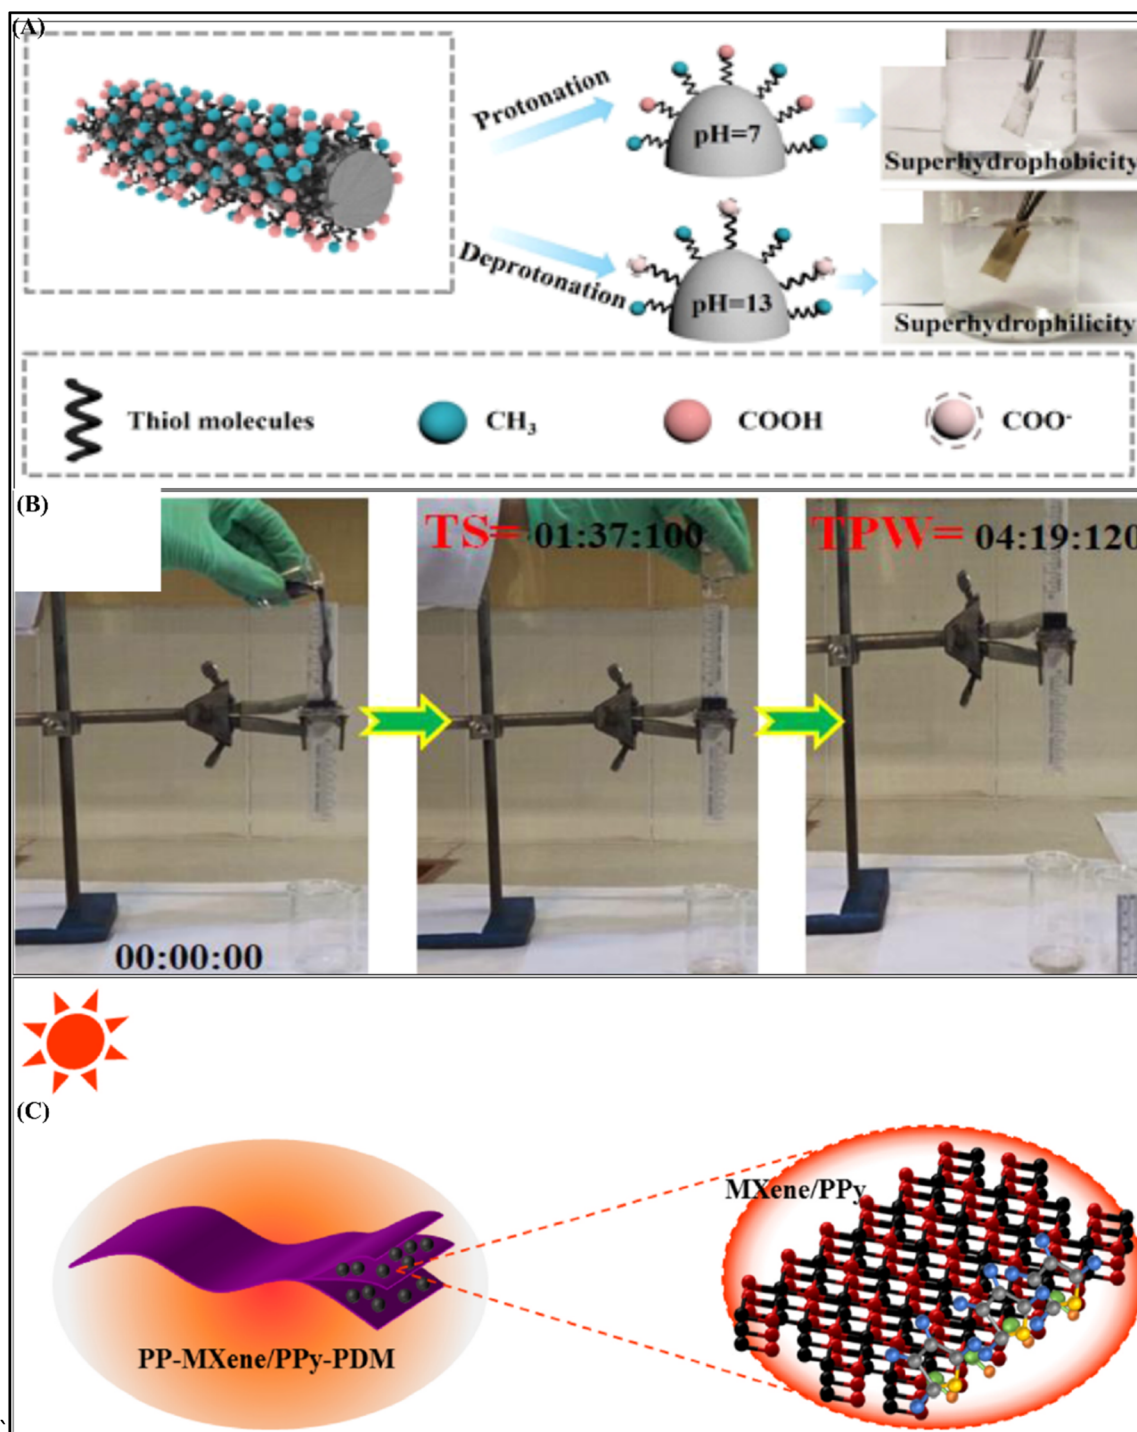 (A)
Protonation
pH=7
Superhydrophobicity
Deprotonation
pH=13
Superhydrophilicity
Thiol molecules
CH₃
COOH
COO⁻
(B)
TS= 01:37:100
TPW= 04:19:120
00:00:00
(C)
MXene/PPy
PP-MXene/PPy-PDM